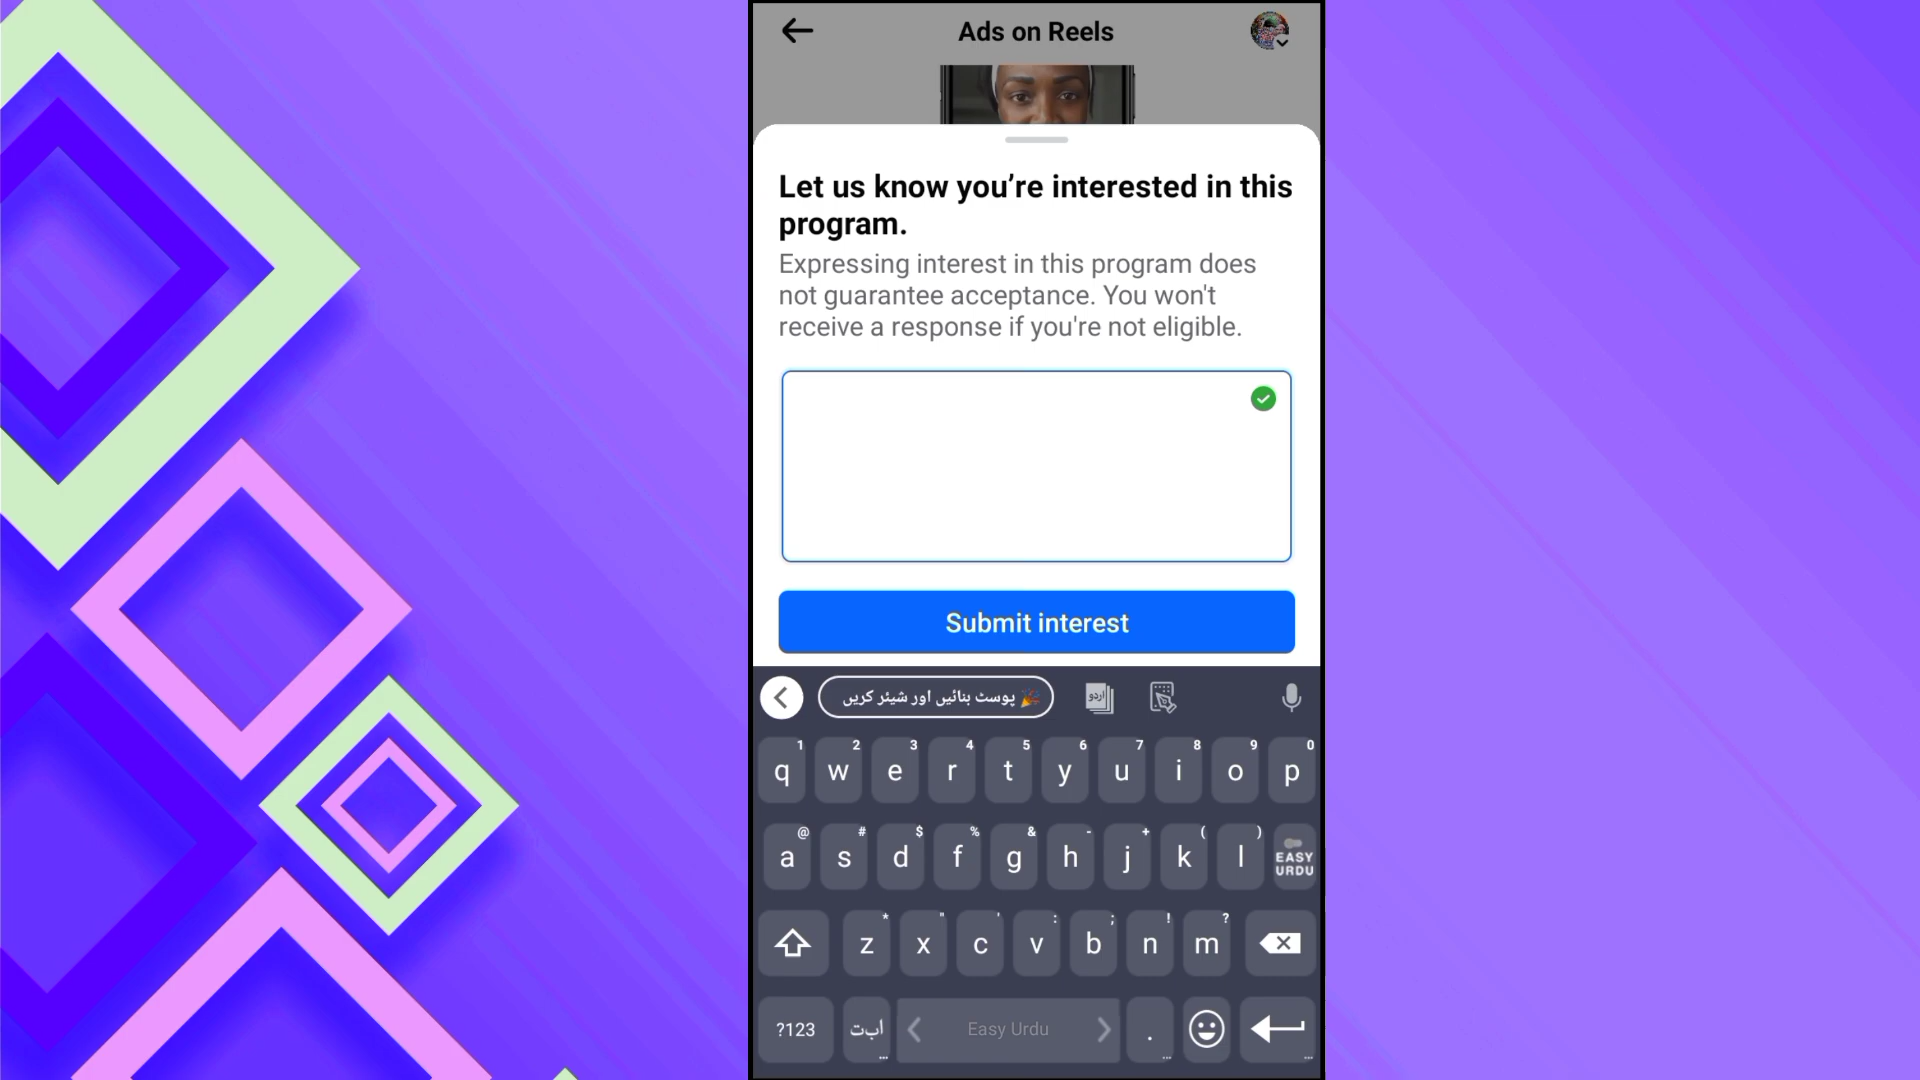 Ads on Reels
Let us know you’re interested in this
program.
Expressing interest in this program does
not guarantee acceptance. You won't
receive a response if you're not eligible.
Submit interest
🎉 پوسٹ بنائیں اور شیئر کریں
اردو
1 2 3 4 5 6 7 8 9 0
q w e r t y u i o p
@ # $ % & - + ( )
a s d f g h j k l EASY
URDU
* " ' : ; ! ?
z x c v b n m
?123 اب‌ت Easy Urdu .